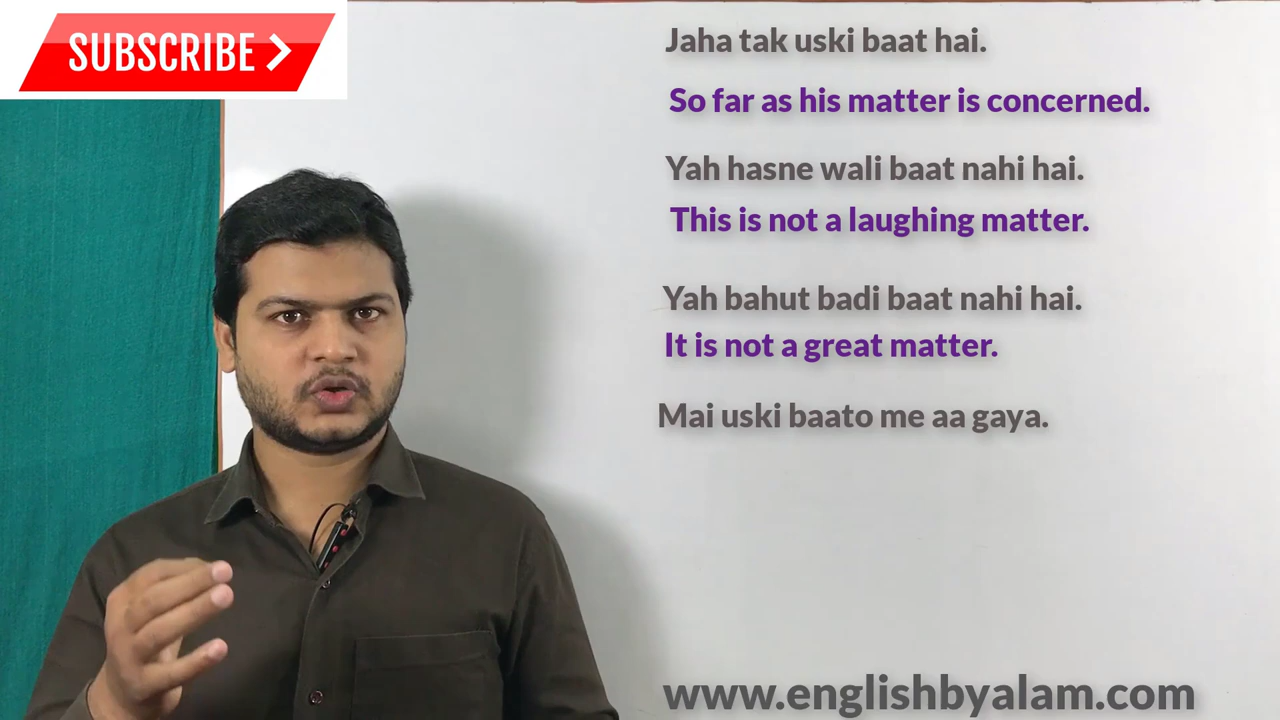 SUBSCRIBE
Jaha tak uski baat hai.
So far as his matter is concerned.
Yah hasne wali baat nahi hai.
This is not a laughing matter.
Yah bahut badi baat nahi hai.
It is not a great matter.
Mai uski baato me aa gaya.
www.englishbyalam.com